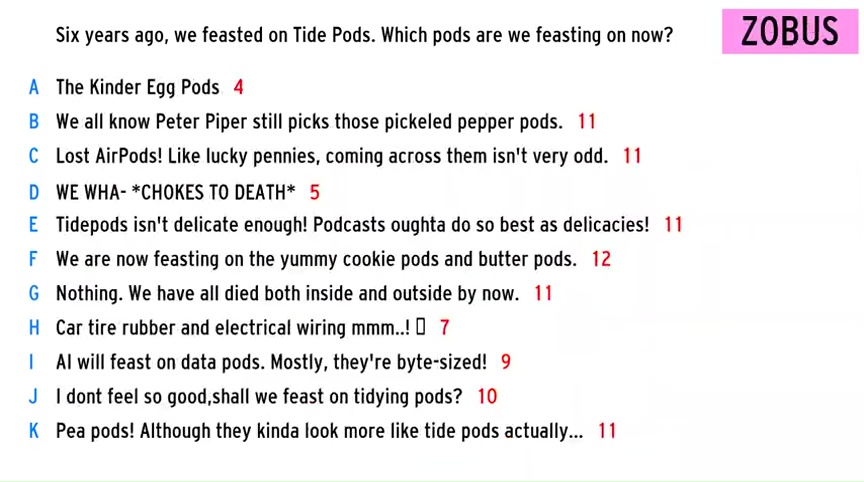 Six years ago, we feasted on Tide Pods. Which pods are we feasting on now?
ZOBUS
A The Kinder Egg Pods 4
B We all know Peter Piper still picks those pickeled pepper pods. 11
C Lost AirPods! Like lucky pennies, coming across them isn't very odd. 11
D WE WHA- *CHOKES TO DEATH* 5
E Tidepods isn't delicate enough! Podcasts oughta do so best as delicacies! 11
F We are now feasting on the yummy cookie pods and butter pods. 12
G Nothing. We have all died both inside and outside by now. 11
H Car tire rubber and electrical wiring mmm..! ▯ 7
I AI will feast on data pods. Mostly, they're byte-sized! 9
J I dont feel so good,shall we feast on tidying pods? 10
K Pea pods! Although they kinda look more like tide pods actually... 11